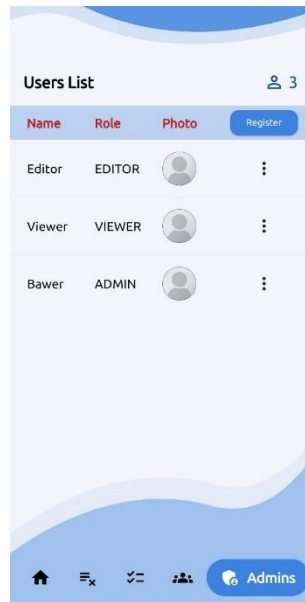 Users List 3
Name Role Photo Register
Editor EDITOR
Viewer VIEWER
Bawer ADMIN
Admins